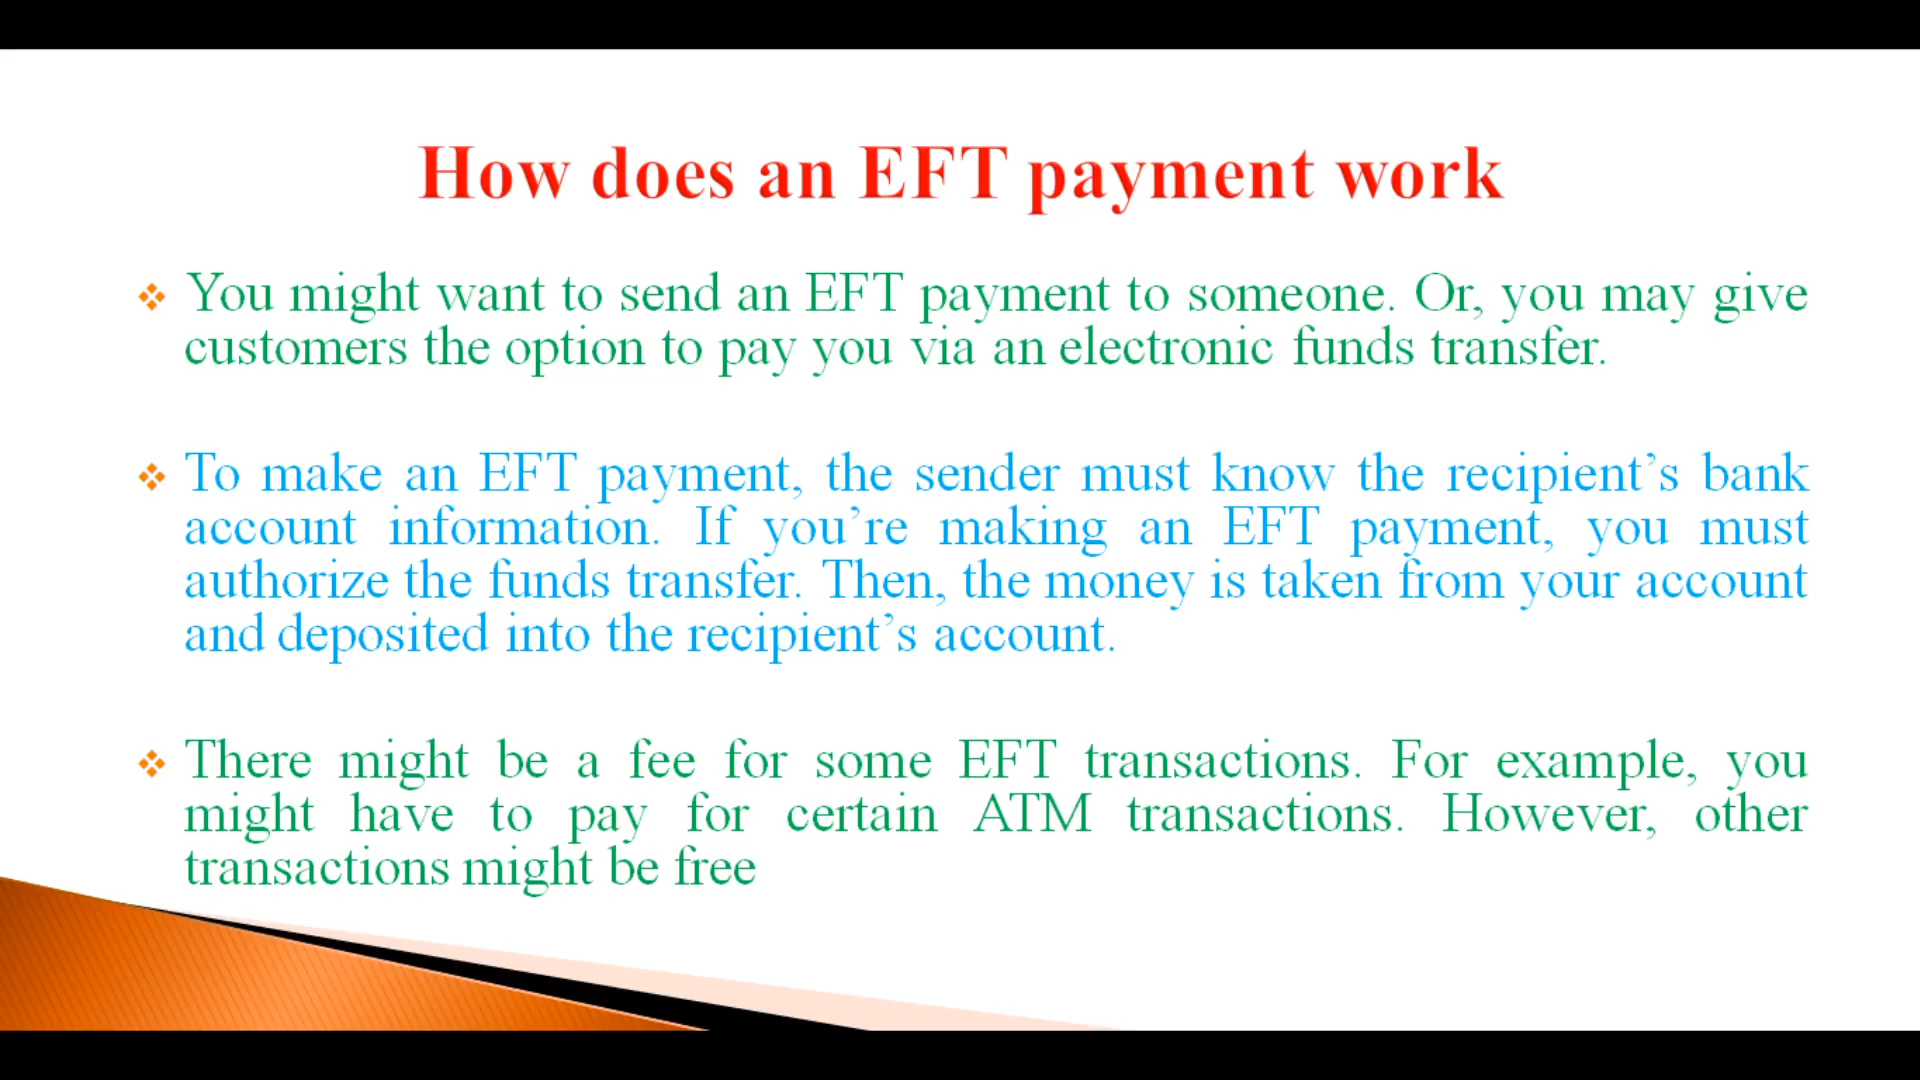 How does an EFT payment work
You might want to send an EFT payment to someone. Or, you may give
customers the option to pay you via an electronic funds transfer.
To make an EFT payment, the sender must know the recipient’s bank
account information. If you’re making an EFT payment, you must
authorize the funds transfer. Then, the money is taken from your account
and deposited into the recipient’s account.
There might be a fee for some EFT transactions. For example, you
might have to pay for certain ATM transactions. However, other
transactions might be free